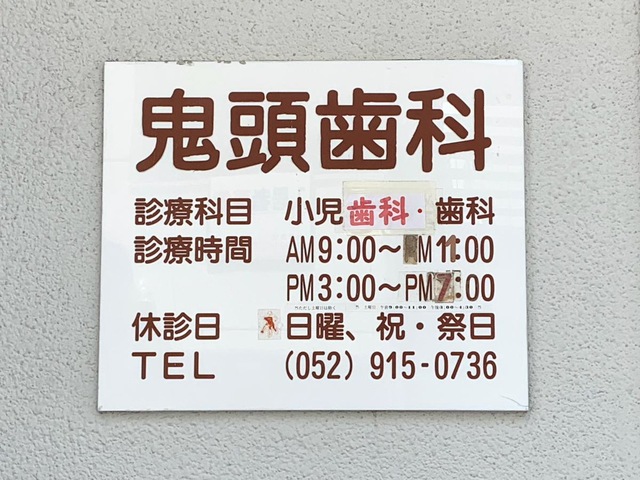 鬼頭歯科
診療科目 小児歯科・歯科
診療時間 AM9:00～M11:00
PM3:00～PM7:00
休診日 日曜、祝・祭日
TEL (052) 915-0736